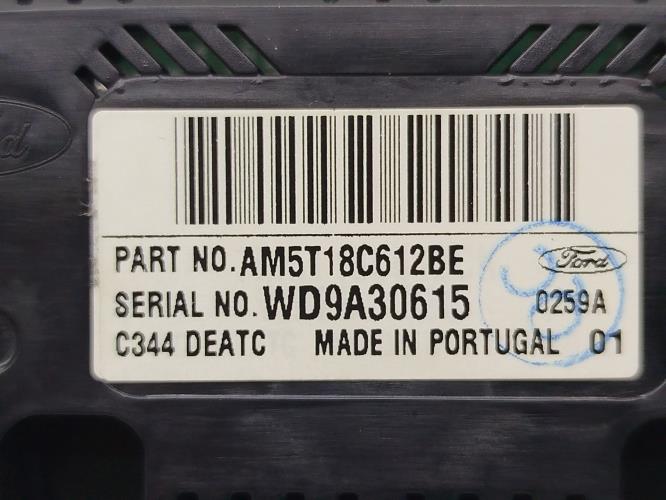 PART NO. AM5T18C612BE Ford
SERIAL NO. WD9A30615 0259A
C344 DEATC MADE IN PORTUGAL 01